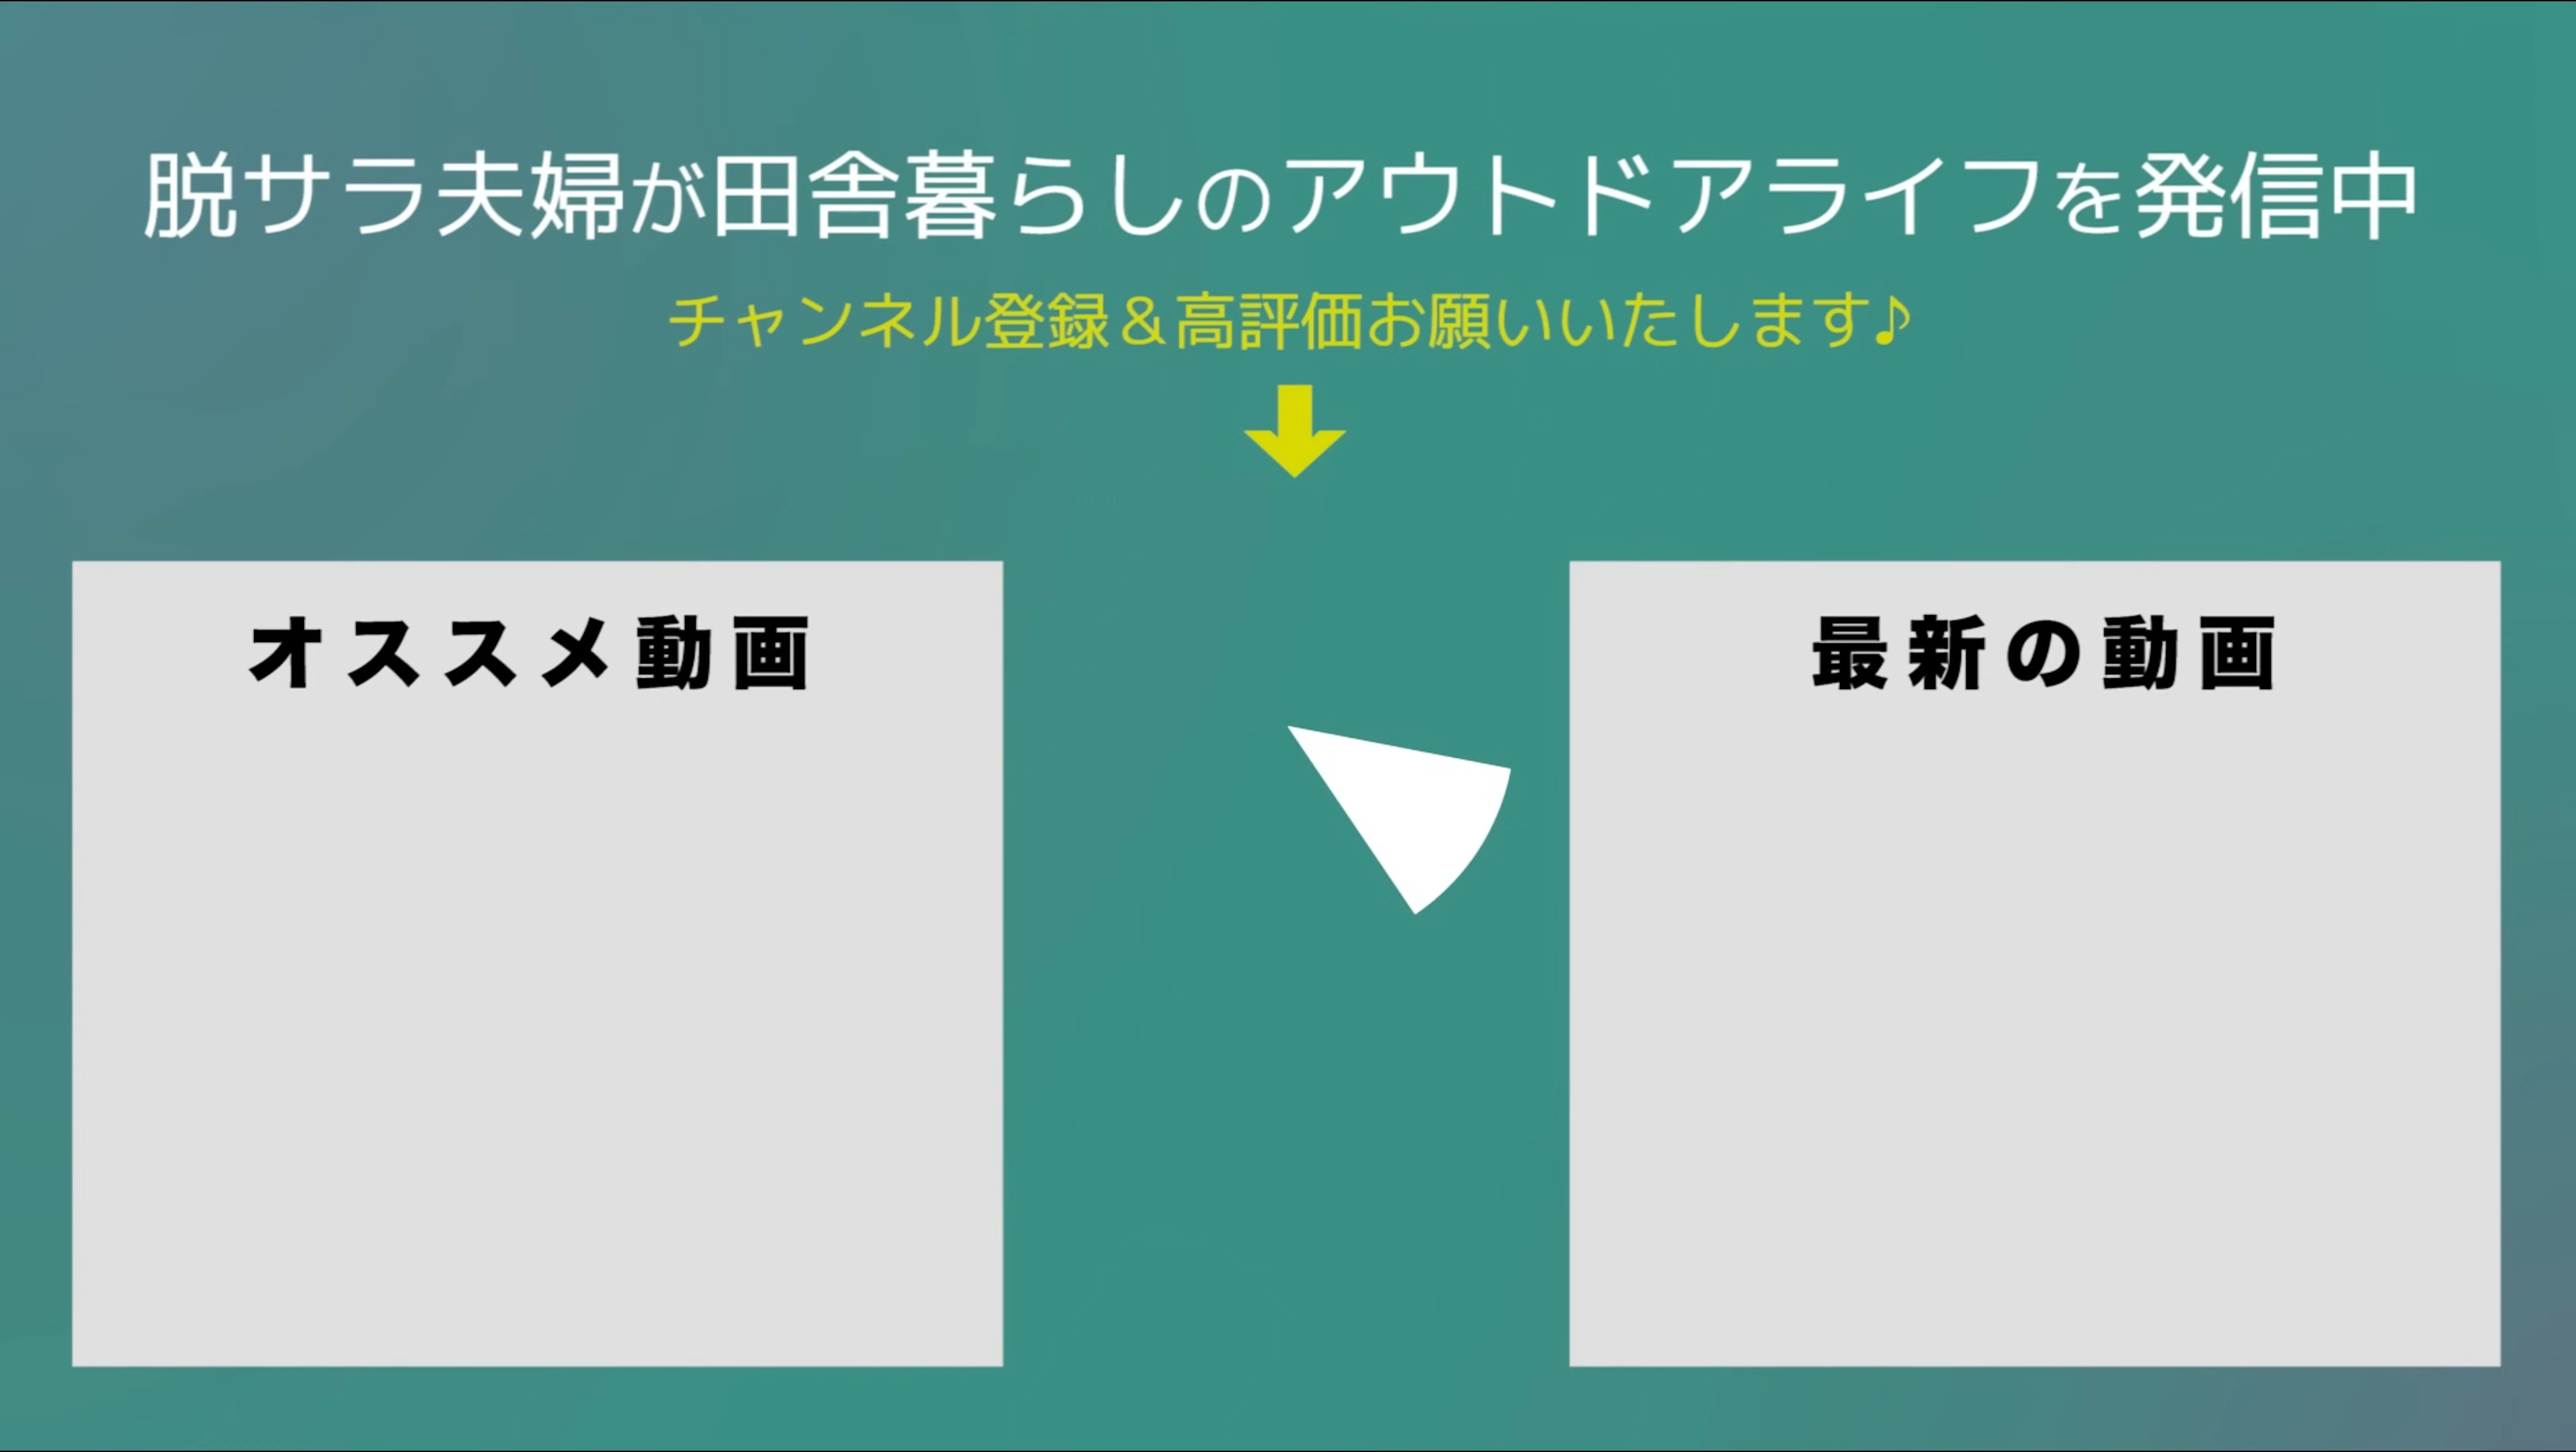 脱サラ夫婦が田舎暮らしのアウトドアライフを発信中
チャンネル登録＆高評価お願いいたします♪
オススメ動画
最新の動画